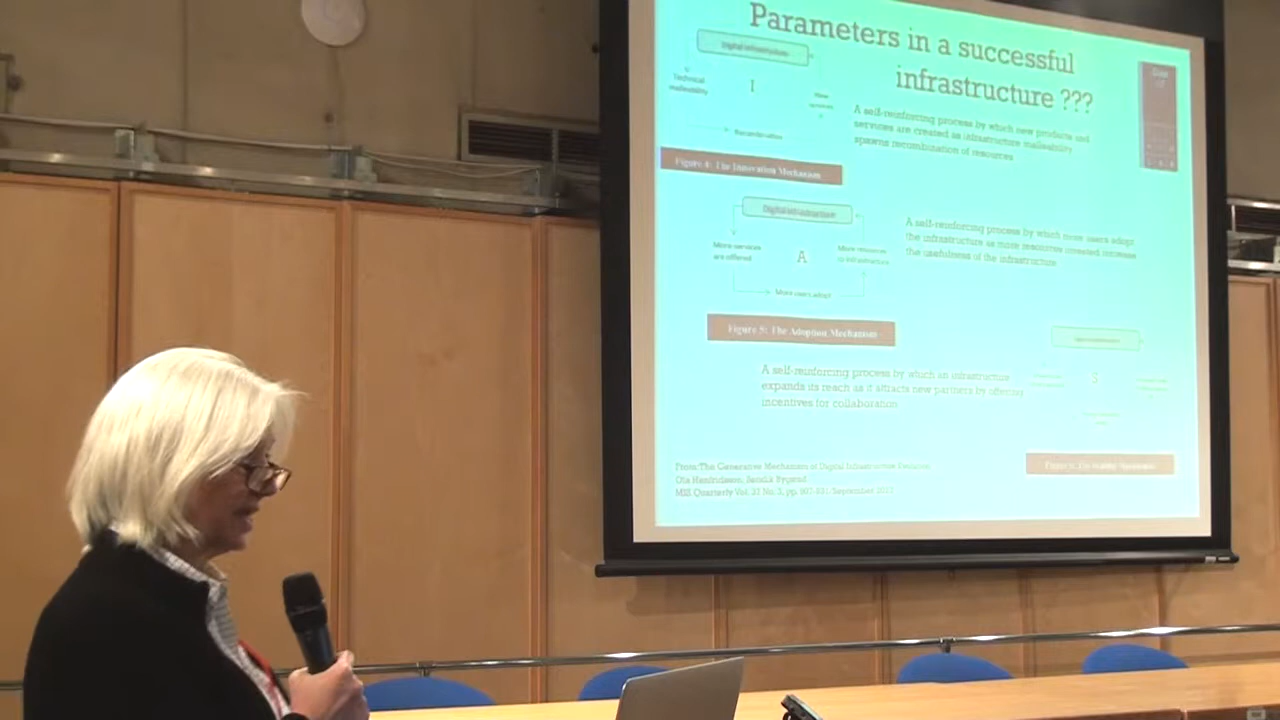 Parameters in a successful
infrastructure ???
Digital infrastructure
Technical
malleability
I
New
services
Recombination
A self-reinforcing process by which new products and
services are created as infrastructure malleability
spawns recombination of resources
Figure 4: The Innovation Mechanism
Digital infrastructure
More services
are offered
A
More resources
to infrastructure
More users adopt
A self-reinforcing process by which more users adopt
the infrastructure as more resources invested increase
the usefulness of the infrastructure
Figure 5: The Adoption Mechanism
A self-reinforcing process by which an infrastructure
expands its reach as it attracts new partners by offering
incentives for collaboration
S
From: The Generative Mechanism of Digital Infrastructure Evolution
Ola Henfridsson, Bendik Bygstad
MIS Quarterly Vol. 37 No. 3, pp. 907-931/September 2013